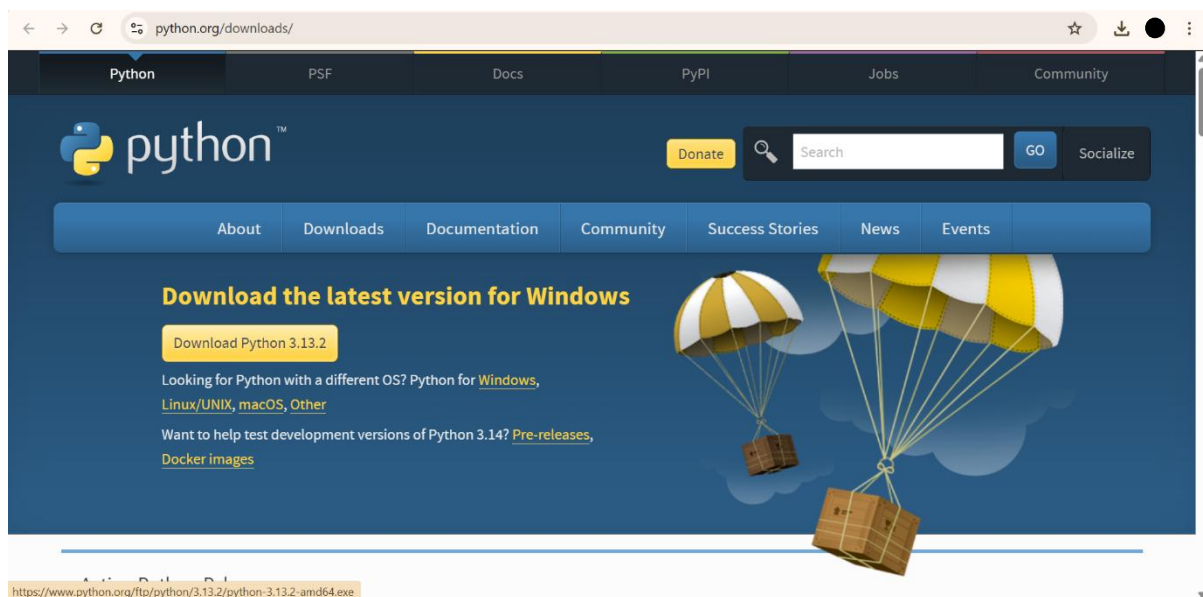 python.org/downloads/
Python PSF Docs PyPI Jobs Community
python™
Donate Search GO Socialize
About Downloads Documentation Community Success Stories News Events
Download the latest version for Windows
Download Python 3.13.2
Looking for Python with a different OS? Python for Windows,
Linux/UNIX, macOS, Other
Want to help test development versions of Python 3.14? Pre-releases,
Docker images
https://www.python.org/ftp/python/3.13.2/python-3.13.2-amd64.exe